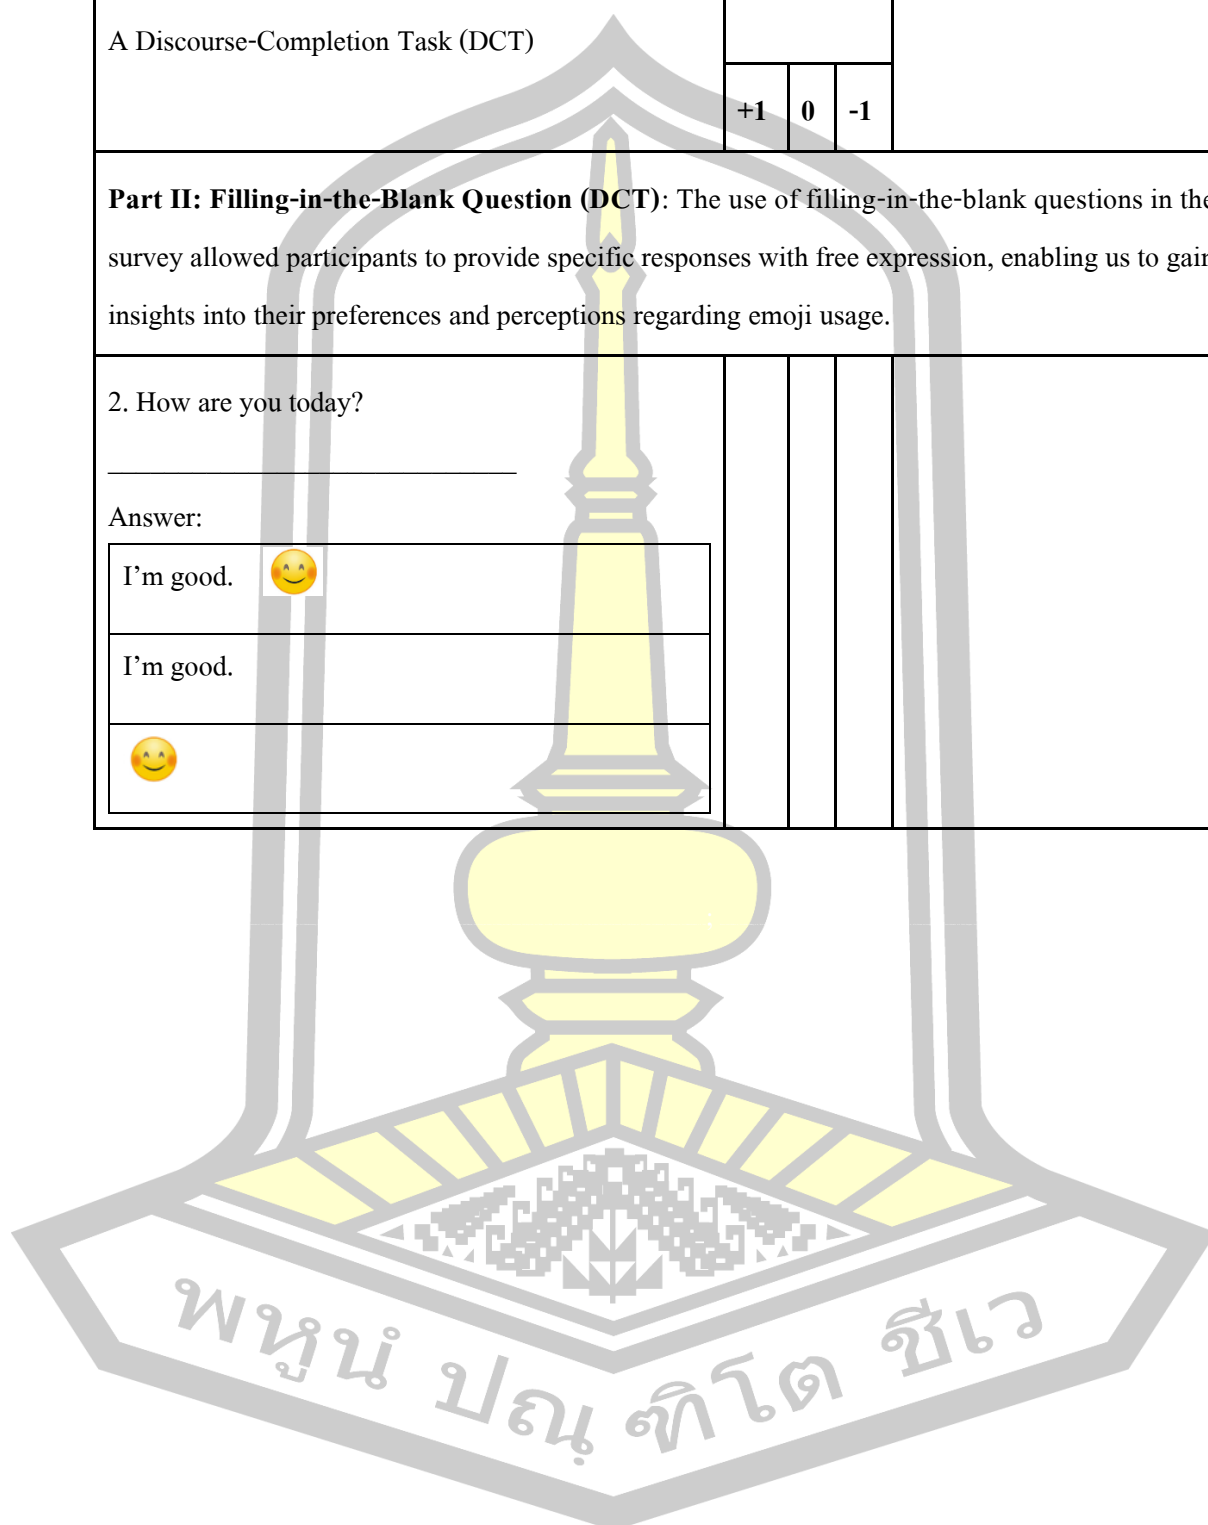 A Discourse-Completion Task (DCT)
+1 0 -1
Part II: Filling-in-the-Blank Question (DCT): The use of filling-in-the-blank questions in the
survey allowed participants to provide specific responses with free expression, enabling us to gain
insights into their preferences and perceptions regarding emoji usage.
2. How are you today?
______________________________
Answer:
I’m good. 😊
I’m good.
😊
พหูนํ ปณฺฑิโต ชีเว